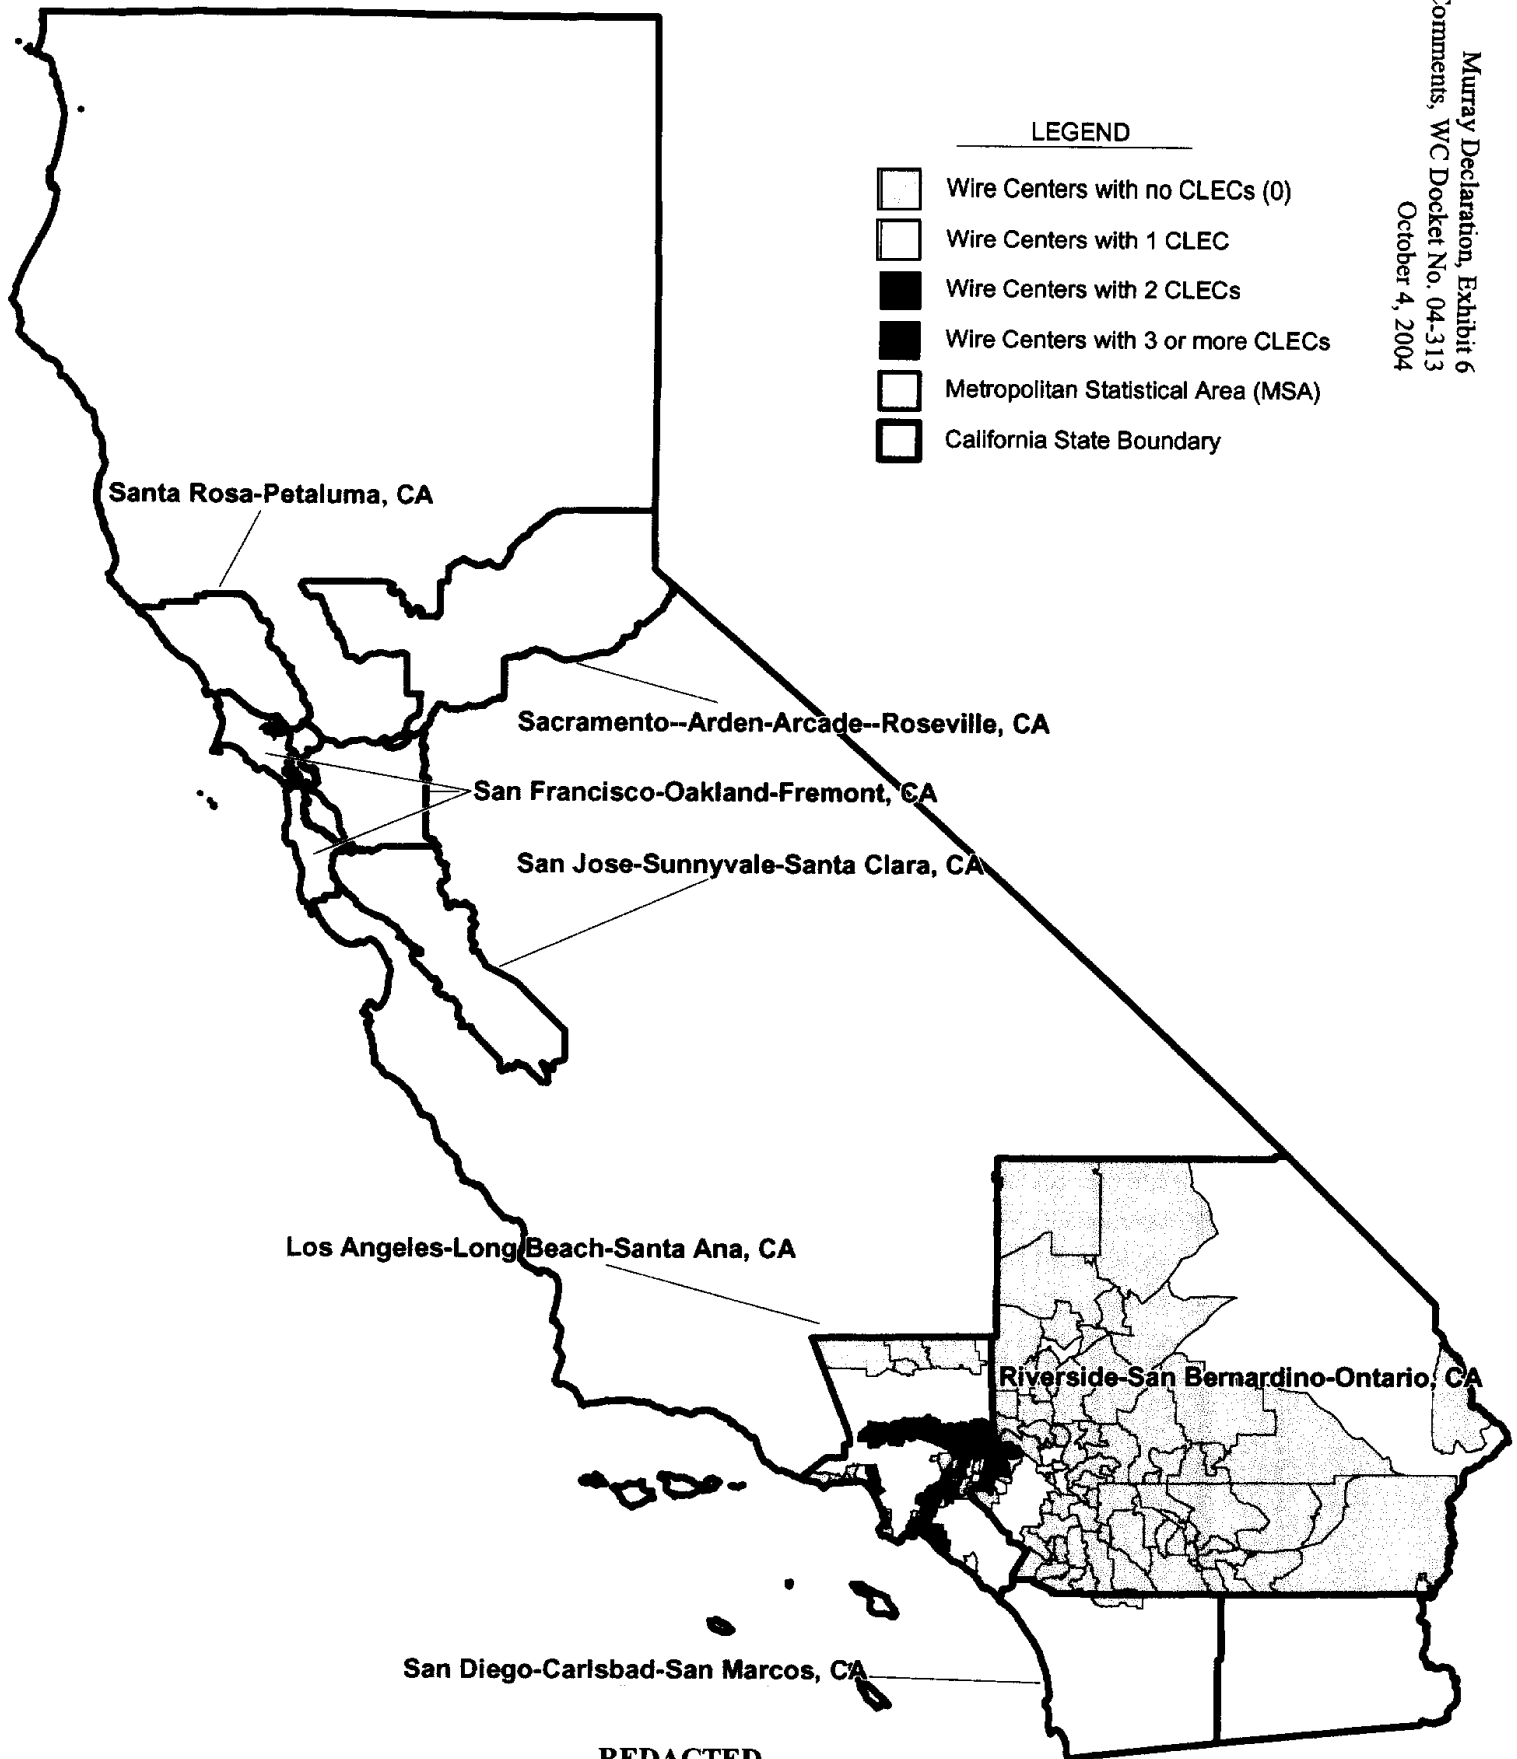 Murray Declaration, Exhibit 6
Comments, WC Docket No. 04-313
October 4, 2004
LEGEND
Wire Centers with no CLECs (0)
Wire Centers with 1 CLEC
Wire Centers with 2 CLECs
Wire Centers with 3 or more CLECs
Metropolitan Statistical Area (MSA)
California State Boundary
Santa Rosa-Petaluma, CA
Sacramento--Arden-Arcade--Roseville, CA
San Francisco-Oakland-Fremont, CA
San Jose-Sunnyvale-Santa Clara, CA
Los Angeles-Long Beach-Santa Ana, CA
Riverside-San Bernardino-Ontario, CA
San Diego-Carlsbad-San Marcos, CA
REDACTED